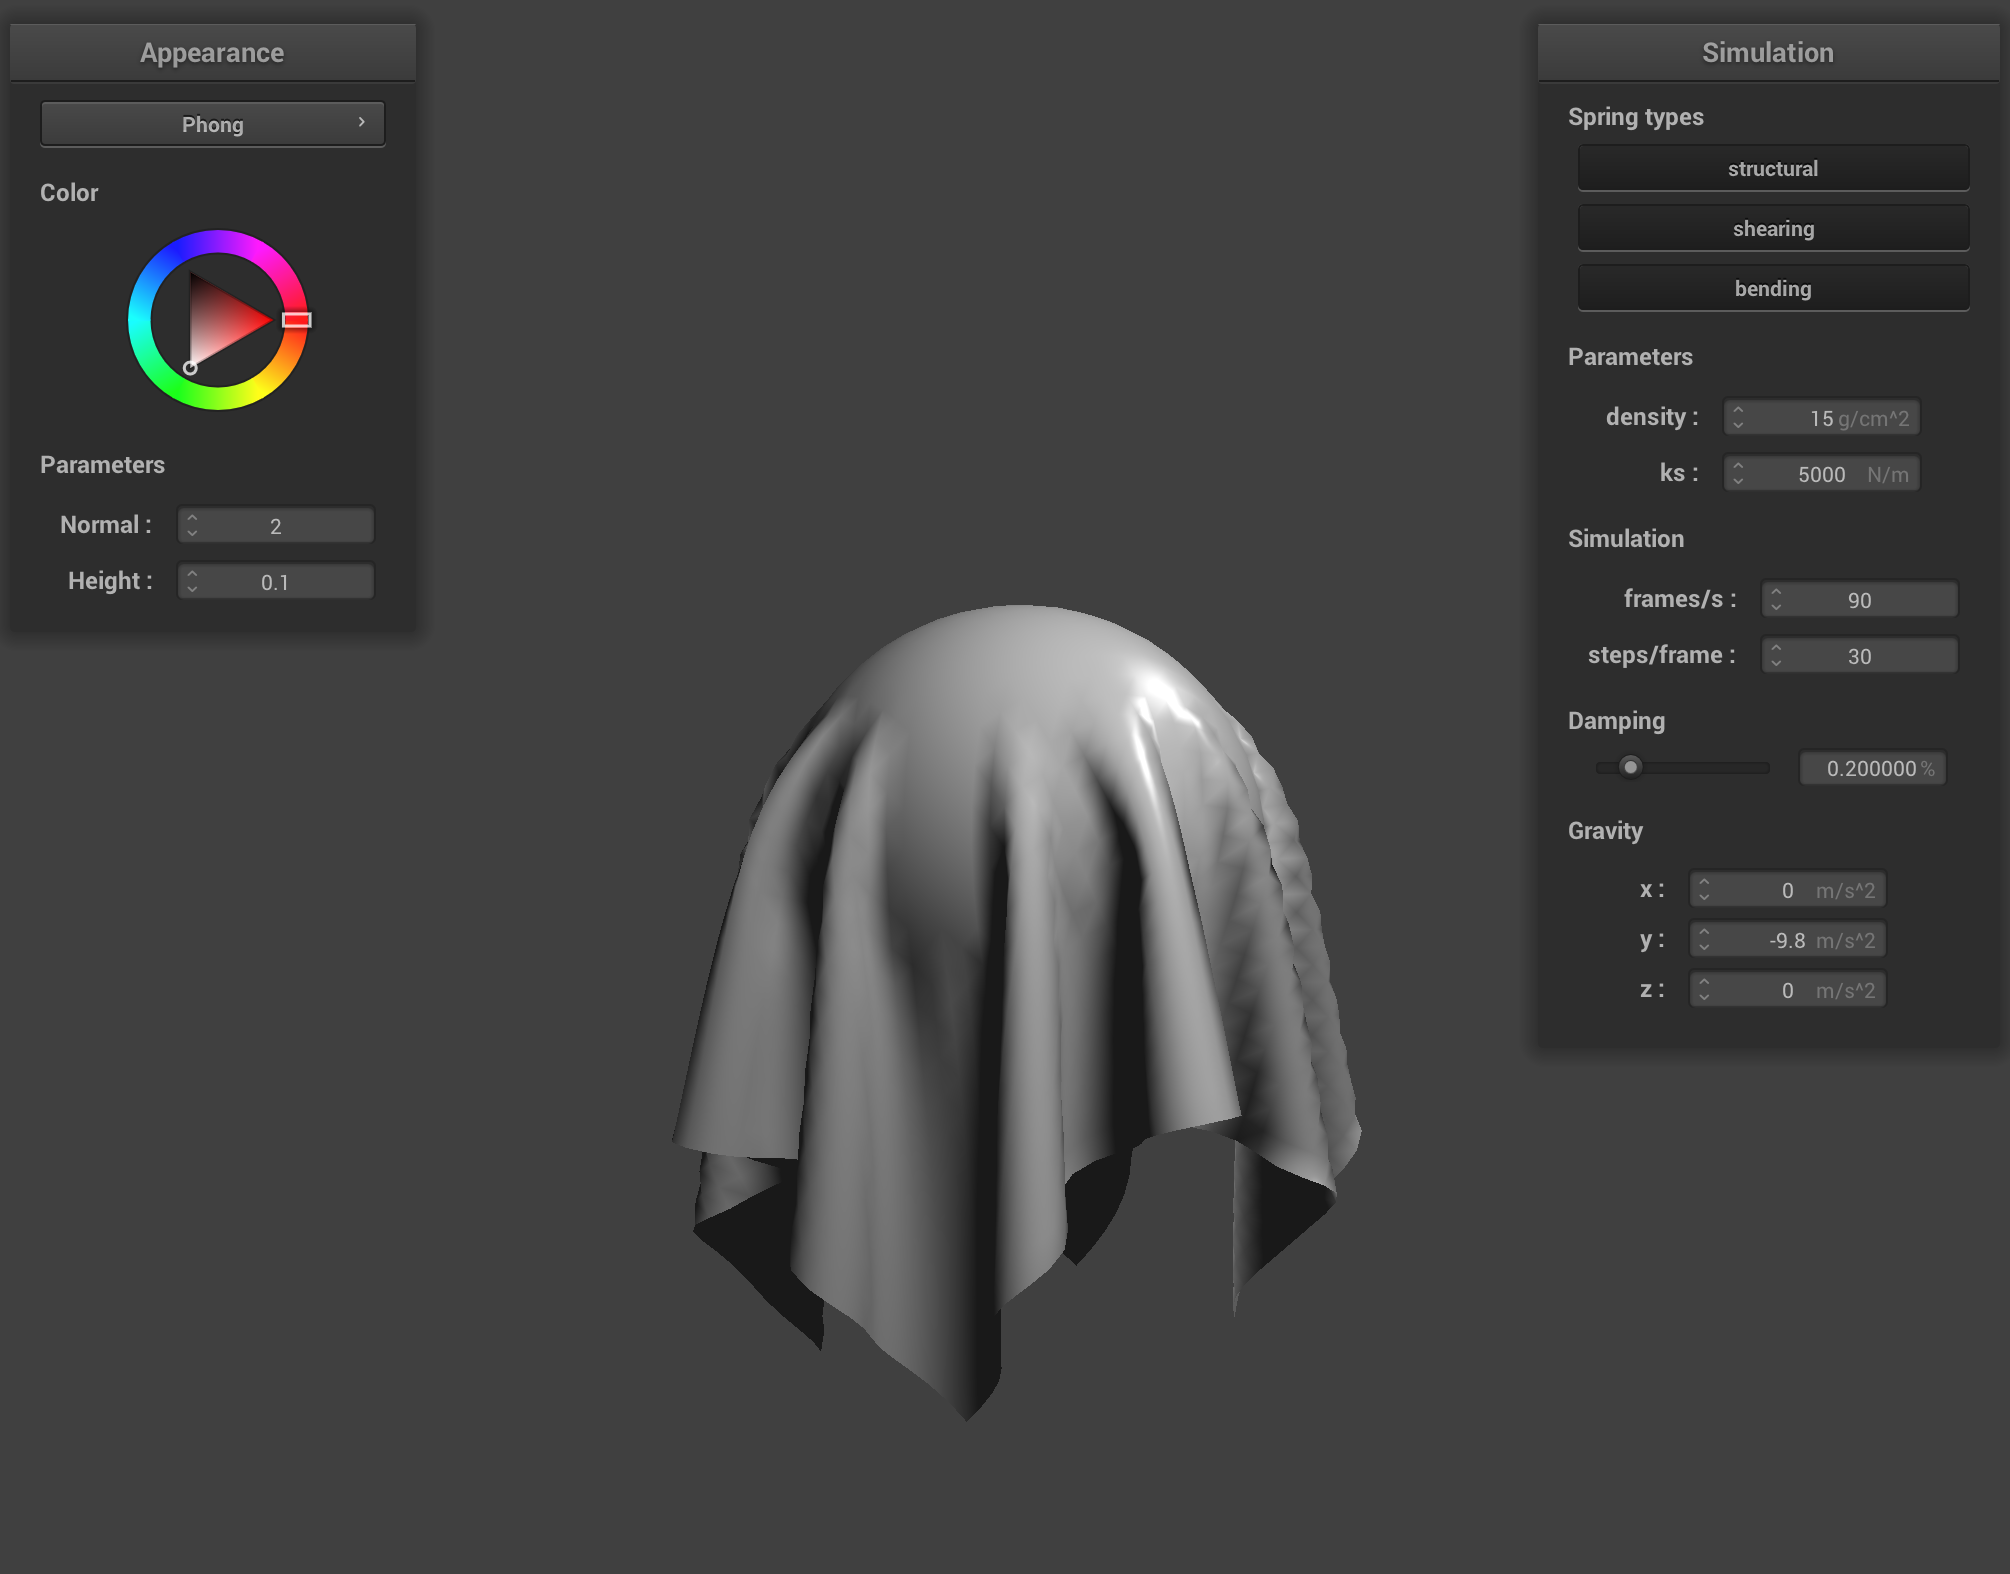 Appearance
Phong
Color
Parameters
Normal : 2
Height : 0.1
Simulation
Spring types
structural
shearing
bending
Parameters
density : 15 g/cm^2
ks : 5000 N/m
Simulation
frames/s : 90
steps/frame : 30
Damping
0.200000 %
Gravity
x : 0 m/s^2
y : -9.8 m/s^2
z : 0 m/s^2